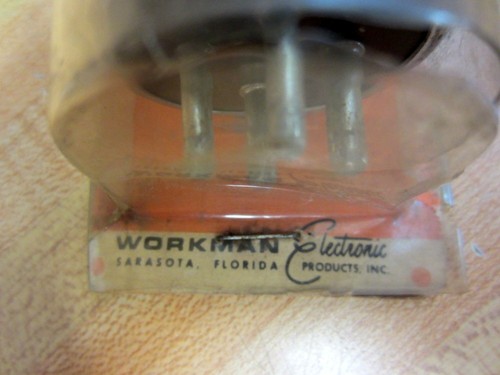 WORKMAN Electronic
SARASOTA, FLORIDA PRODUCTS, INC.